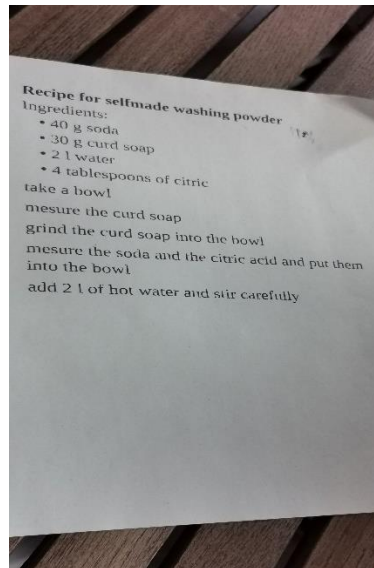 Recipe for selfmade washing powder
Ingredients:
• 40 g soda
• 30 g curd soap
• 2 l water
• 4 tablespoons of citric
take a bowl
mesure the curd soap
grind the curd soap into the bowl
mesure the soda and the citric acid and put them
into the bowl
add 2 l of hot water and stir carefully